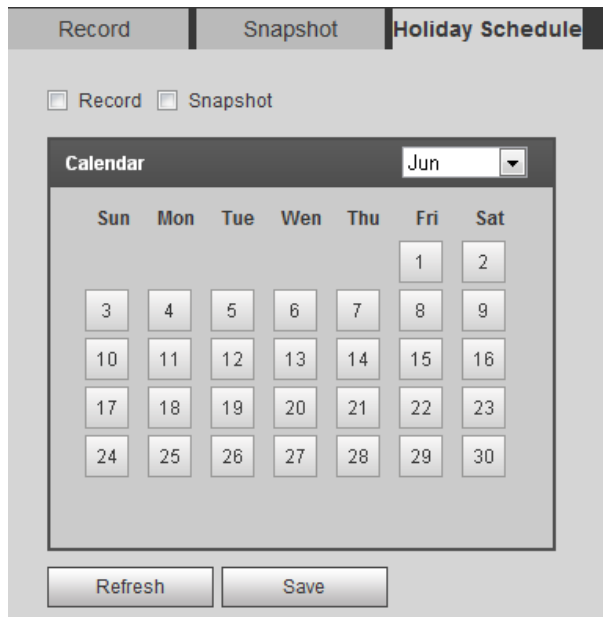 Record Snapshot Holiday Schedule
Record Snapshot
Calendar Jun
Sun Mon Tue Wen Thu Fri Sat
1 2
3 4 5 6 7 8 9
10 11 12 13 14 15 16
17 18 19 20 21 22 23
24 25 26 27 28 29 30
Refresh Save